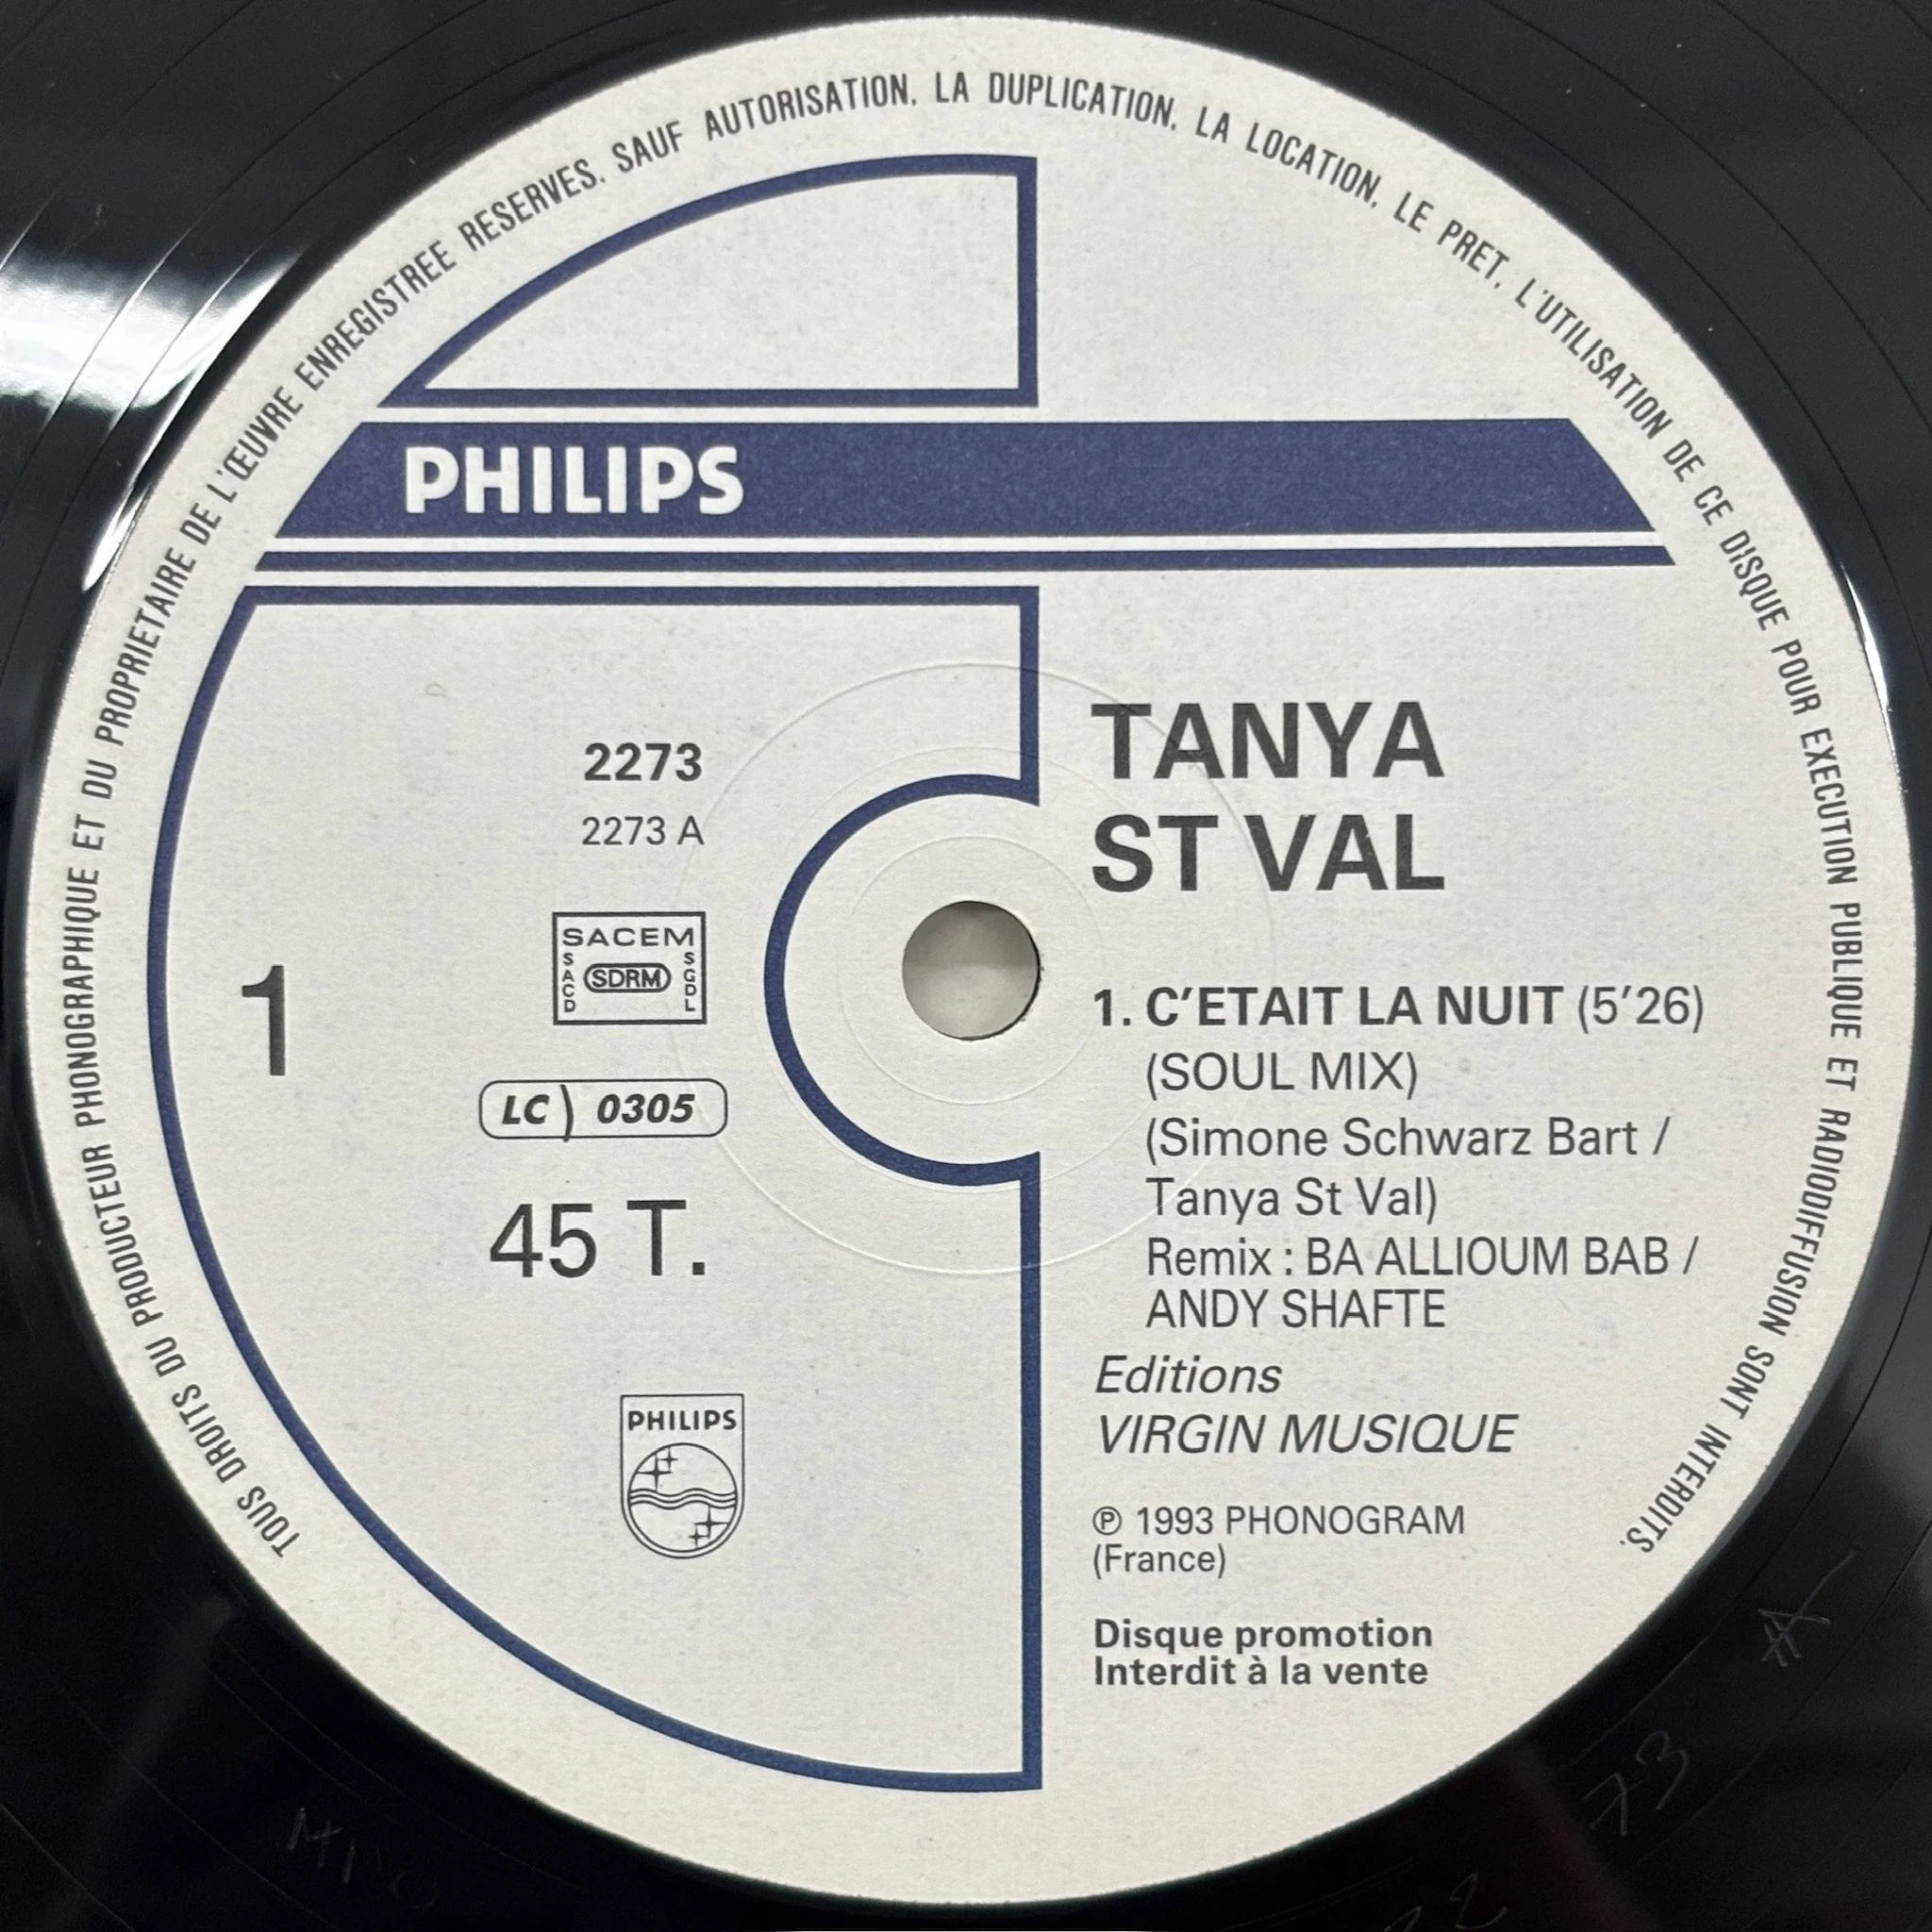 TOUS DROITS DU PRODUCTEUR PHONOGRAPHIQUE ET DU PROPRIETAIRE DE L'ŒUVRE ENREGISTREE RESERVES. SAUF AUTORISATION, LA DUPLICATION, LA LOCATION, LE PRET, L'UTILISATION DE CE DISQUE POUR EXECUTION PUBLIQUE ET RADIODIFFUSION SONT INTERDITS.
PHILIPS
2273
2273 A
SACEM
SACD
SDRM
SGDL
1
LC 0305
45 T.
PHILIPS
TANYA
ST VAL
1. C'ETAIT LA NUIT (5'26)
(SOUL MIX)
(Simone Schwarz Bart /
Tanya St Val)
Remix : BA ALLIOUM BAB /
ANDY SHAFTE
Editions
VIRGIN MUSIQUE
℗ 1993 PHONOGRAM
(France)
Disque promotion
Interdit à la vente
22 73 A